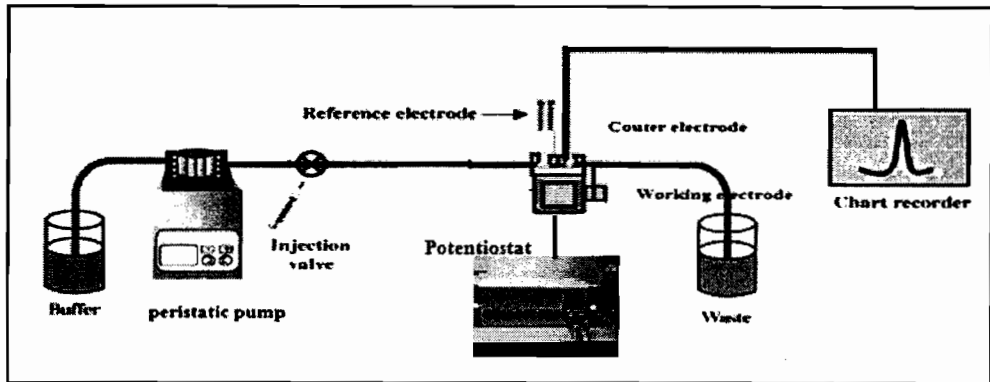 Reference electrode
Couter electrode
Working electrode
Chart recorder
Injection
valve
Potentiostat
Buffer
peristatic pump
Waste